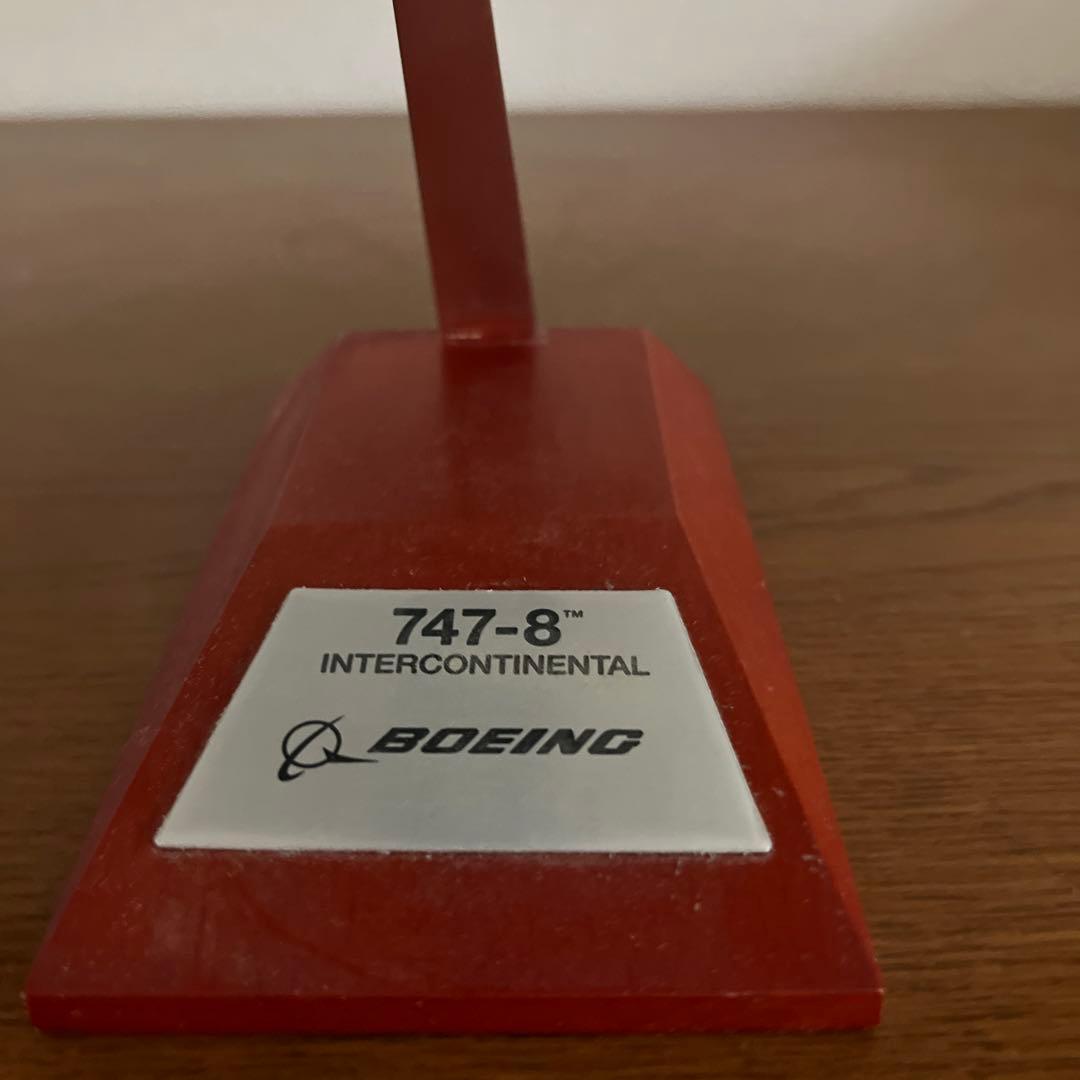 747-8™
INTERCONTINENTAL
BOEING